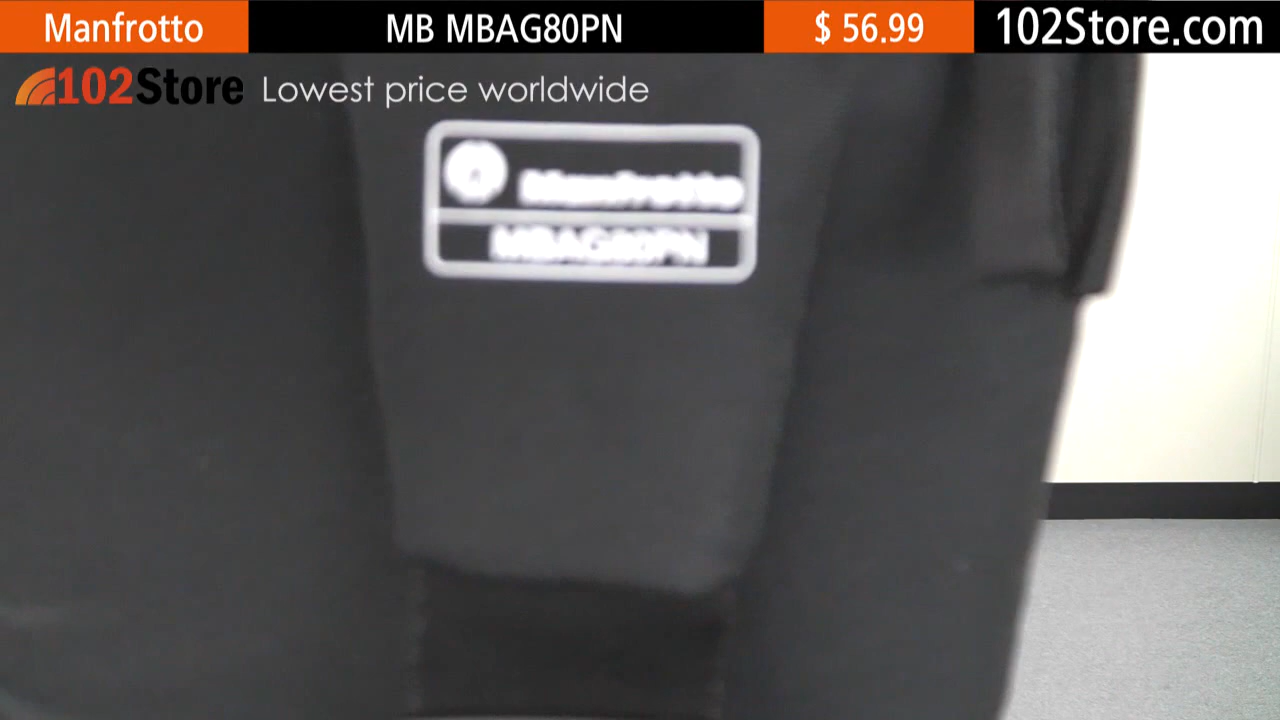 Manfrotto MB MBAG80PN $ 56.99 102Store.com
102Store Lowest price worldwide
Manfrotto
MBAG80PN